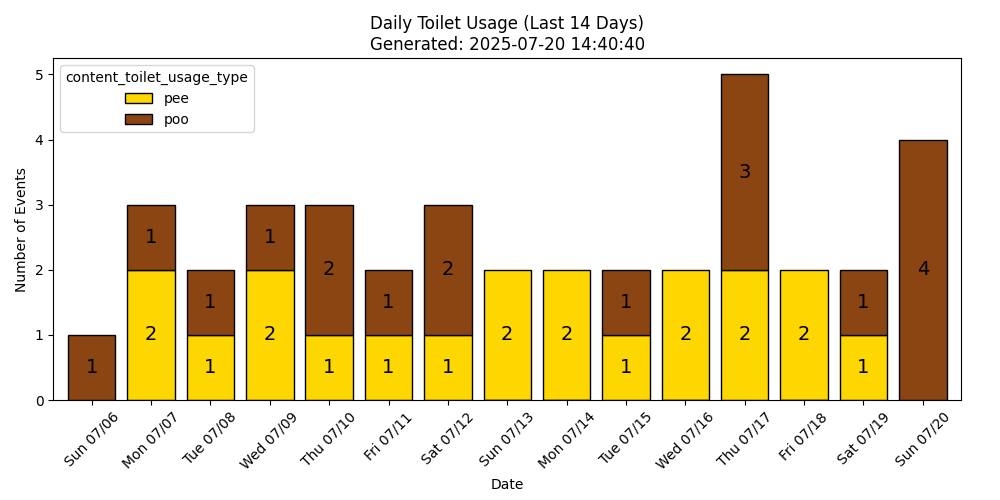 Daily Toilet Usage (Last 14 Days)
Generated: 2025-07-20 14:40:40
content_toilet_usage_type
pee
poo
Number of Events
5
4
3
2
1
0
1
2
1
1
1
2
1
1
2
1
1
1
2
2
2
1
1
2
2
3
2
1
1
4
Sun 07/06
Mon 07/07
Tue 07/08
Wed 07/09
Thu 07/10
Fri 07/11
Sat 07/12
Sun 07/13
Mon 07/14
Tue 07/15
Wed 07/16
Thu 07/17
Fri 07/18
Sat 07/19
Sun 07/20
Date